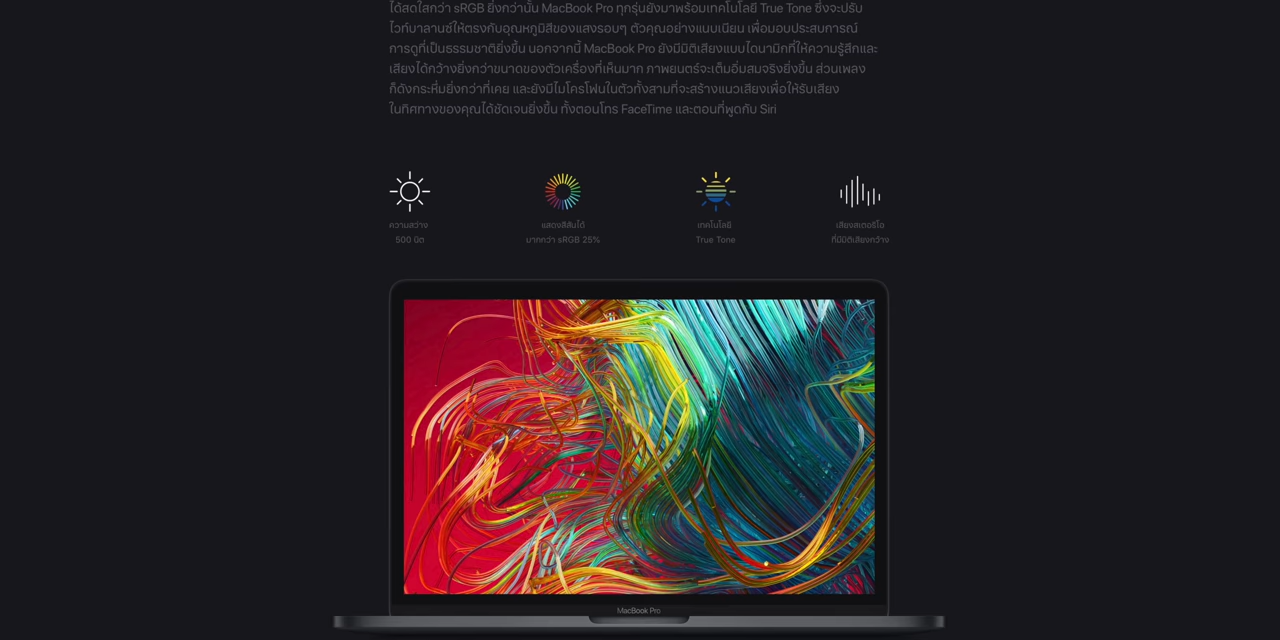 ได้สดใสกว่า sRGB ยิ่งกว่านั้น MacBook Pro ทุกรุ่นยังมาพร้อมเทคโนโลยี True Tone ซึ่งจะปรับ
ไวท์บาลานซ์ให้ตรงกับอุณหภูมิสีของแสงรอบๆ ตัวคุณอย่างแนบเนียน เพื่อมอบประสบการณ์
การดูที่เป็นธรรมชาติยิ่งขึ้น นอกจากนี้ MacBook Pro ยังมีมิติเสียงแบบไดนามิกที่ให้ความรู้สึกและ
เสียงได้กว้างยิ่งกว่าขนาดของตัวเครื่องที่เห็นมาก ภาพยนตร์จะเต็มอิ่มสมจริงยิ่งขึ้น ส่วนเพลง
ก็ดังกระหึ่มยิ่งกว่าที่เคย และยังมีไมโครโฟนในตัวทั้งสามที่จะสร้างแนวเสียงเพื่อให้รับเสียง
ในทิศทางของคุณได้ชัดเจนยิ่งขึ้น ทั้งตอนโทร FaceTime และตอนที่พูดกับ Siri
ความสว่าง
500 นิต
แสดงสีสันได้
มากกว่า sRGB 25%
เทคโนโลยี
True Tone
เสียงสเตอริโอ
ที่มีมิติเสียงกว้าง
MacBook Pro